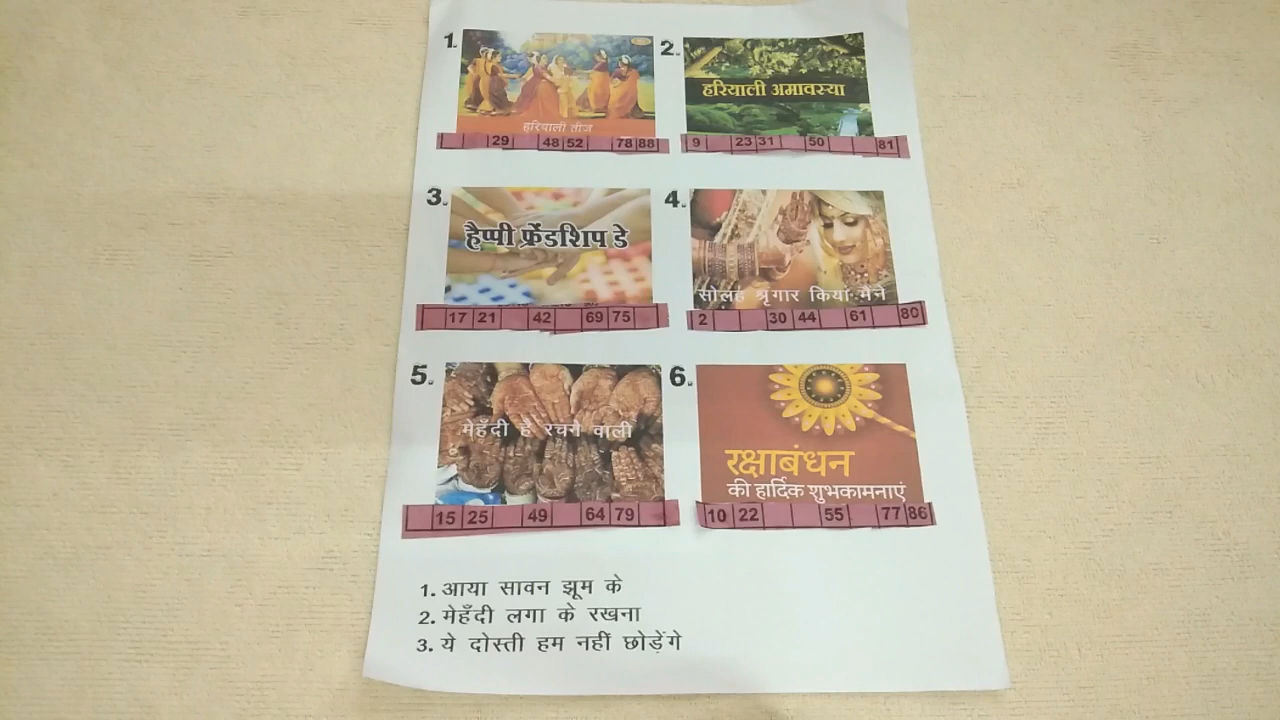 1.
हरियाली तीज
29 48 52 78 88
2.
हरियाली अमावस्या
9 23 31 50 81
3.
हैप्पी फ्रेंडशिप डे
17 21 42 69 75
4.
सोलह श्रृंगार किया मैंने
2 30 44 61 80
5.
मेहँदी है रचने वाली
15 25 49 64 79
6.
रक्षाबंधन
की हार्दिक शुभकामनाएं
10 22 55 77 86
1. आया सावन झूम के
2. मेहँदी लगा के रखना
3. ये दोस्ती हम नहीं छोड़ेंगे